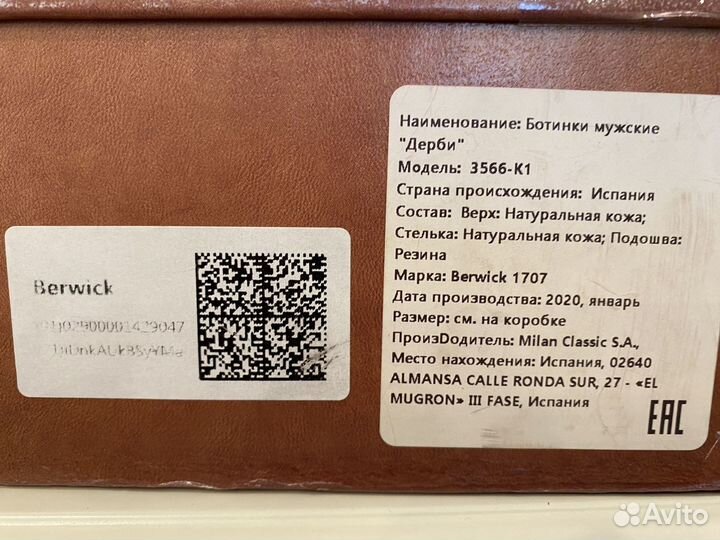 Berwick
Наименование: Ботинки мужские
"Дерби"
Модель: 3566-К1
Страна происхождения: Испания
Состав: Верх: Натуральная кожа;
Стелька: Натуральная кожа; Подошва:
Резина
Марка: Berwick 1707
Дата производства: 2020, январь
Размер: см. на коробке
ПроизDодитель: Milan Classic S.A.,
Место нахождения: Испания, 02640
ALMANSA CALLE RONDA SUR, 27 - «EL
MUGRON» III FASE, Испания
EAC
Avito